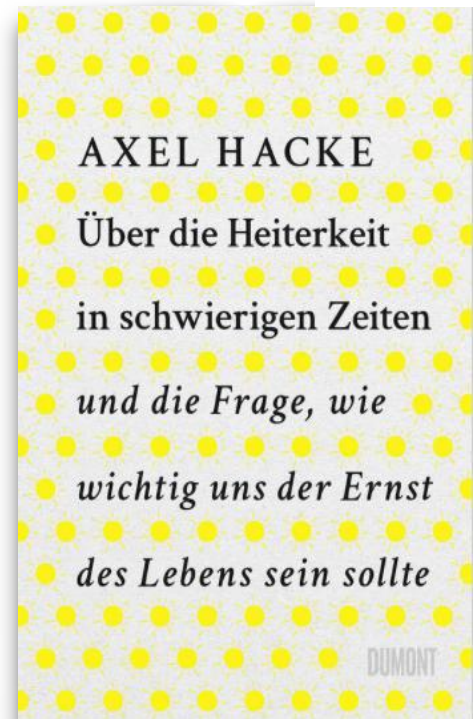 AXEL HACKE
Über die Heiterkeit
in schwierigen Zeiten
und die Frage, wie
wichtig uns der Ernst
des Lebens sein sollte
DUMONT